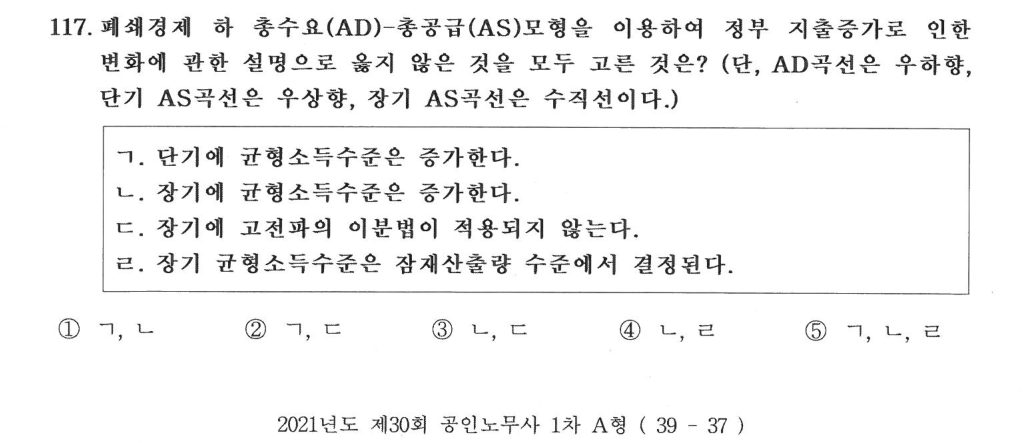 117. 폐쇄경제 하 총수요(AD)-총공급(AS)모형을 이용하여 정부 지출증가로 인한
변화에 관한 설명으로 옳지 않은 것을 모두 고른 것은? (단, AD곡선은 우하향,
단기 AS곡선은 우상향, 장기 AS곡선은 수직선이다.)
ㄱ. 단기에 균형소득수준은 증가한다.
ㄴ. 장기에 균형소득수준은 증가한다.
ㄷ. 장기에 고전파의 이분법이 적용되지 않는다.
ㄹ. 장기 균형소득수준은 잠재산출량 수준에서 결정된다.
① ㄱ, ㄴ ② ㄱ, ㄷ ③ ㄴ, ㄷ ④ ㄴ, ㄹ ⑤ ㄱ, ㄴ, ㄹ
2021년도 제30회 공인노무사 1차 A형 ( 39 - 37 )